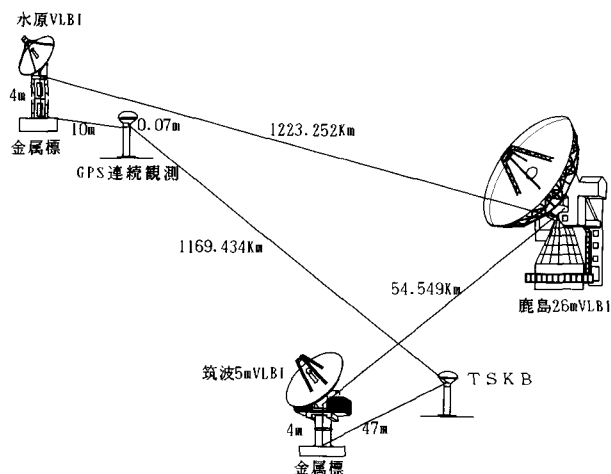 水原VLBI
4m
10m
0.07m
金属標
GPS連続観測
1223.252Km
1169.434Km
54.549Km
鹿島26mVLBI
筑波5mVLBI
TSKB
4m
47m
金属標